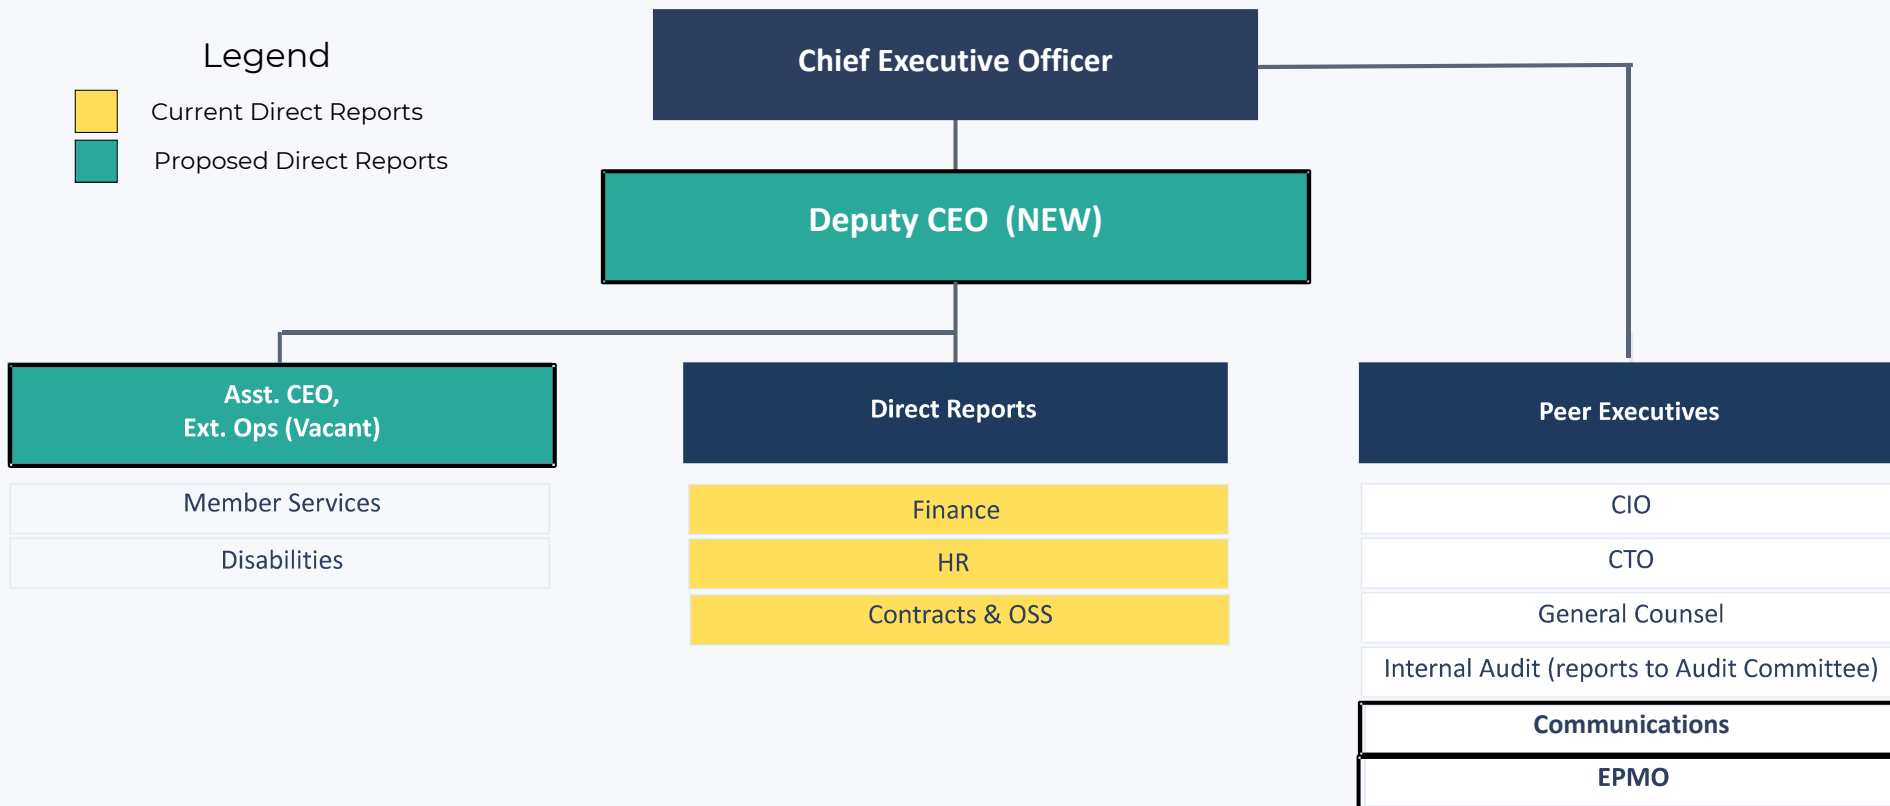 Legend
Current Direct Reports
Proposed Direct Reports
Chief Executive Officer
Deputy CEO (NEW)
Asst. CEO,
Ext. Ops (Vacant)
Member Services
Disabilities
Direct Reports
Finance
HR
Contracts & OSS
Peer Executives
CIO
CTO
General Counsel
Internal Audit (reports to Audit Committee)
Communications
EPMO